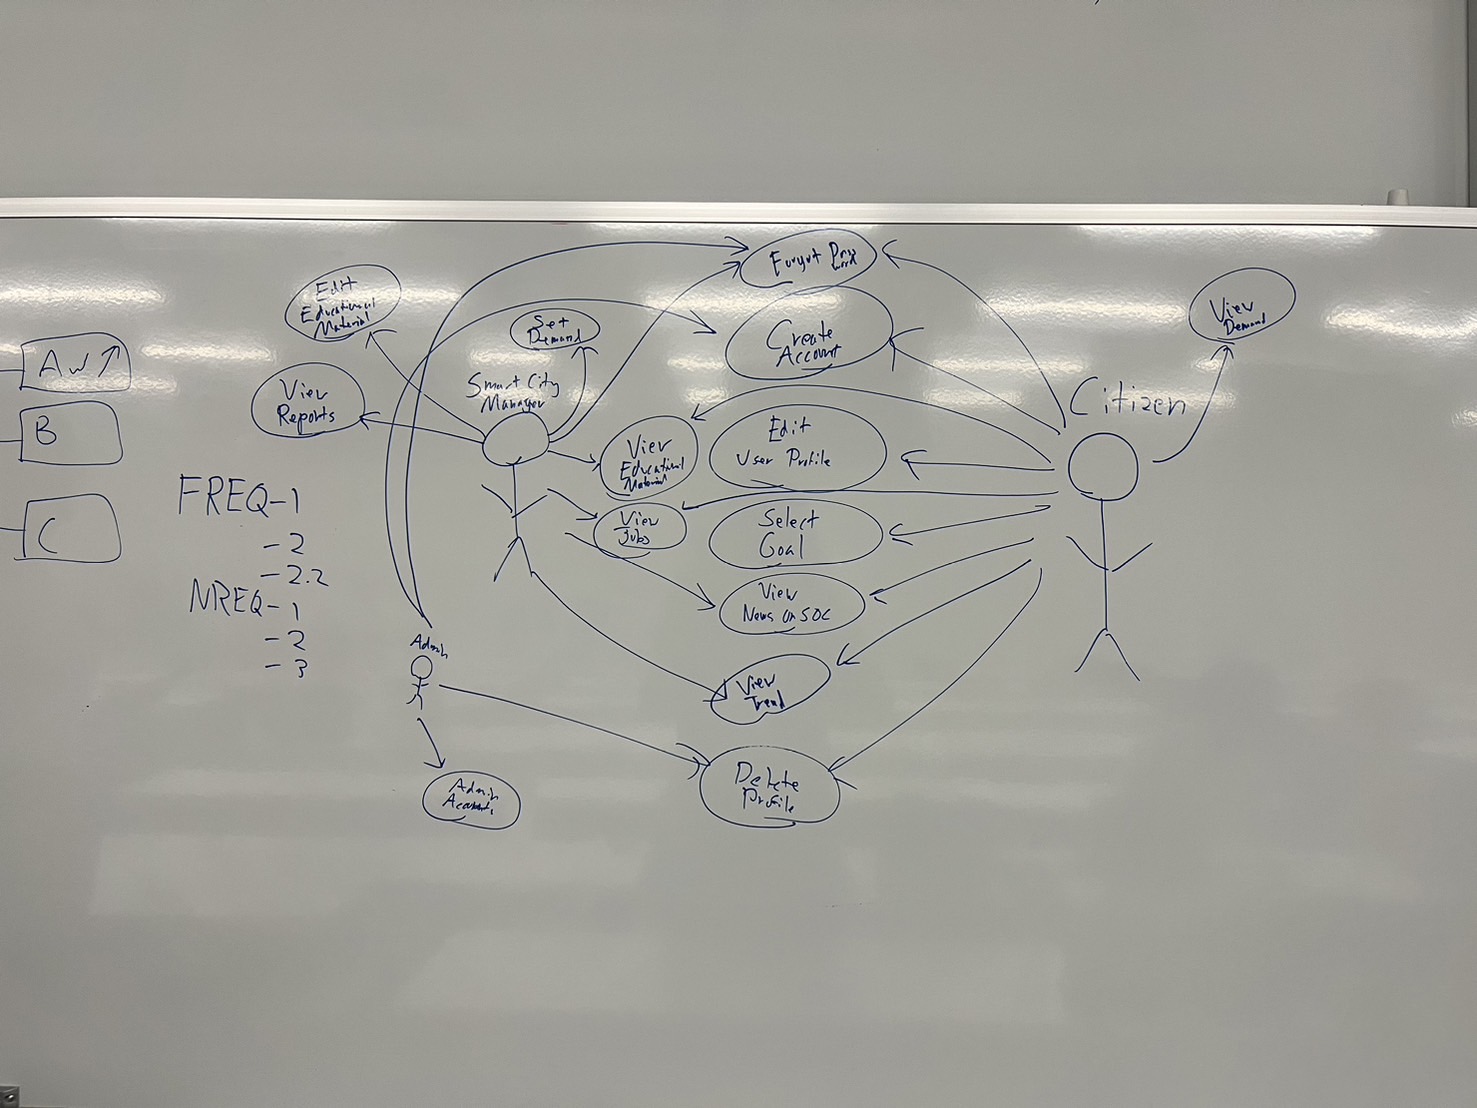 Forgot Pass
word
Edit
Educational
Material
Set
Demand
View
Demand
Create
Account
A
B
C
View
Reports
Smart City
Manager
Citizen
View
Educational
Material
Edit
User Profile
FREQ-1
-2
-2.2
NREQ-1
-2
-3
View
Jobs
Select
Goal
View
News on SOC
Admin
View
Trend
Delete
Profile
Admin
Accounts